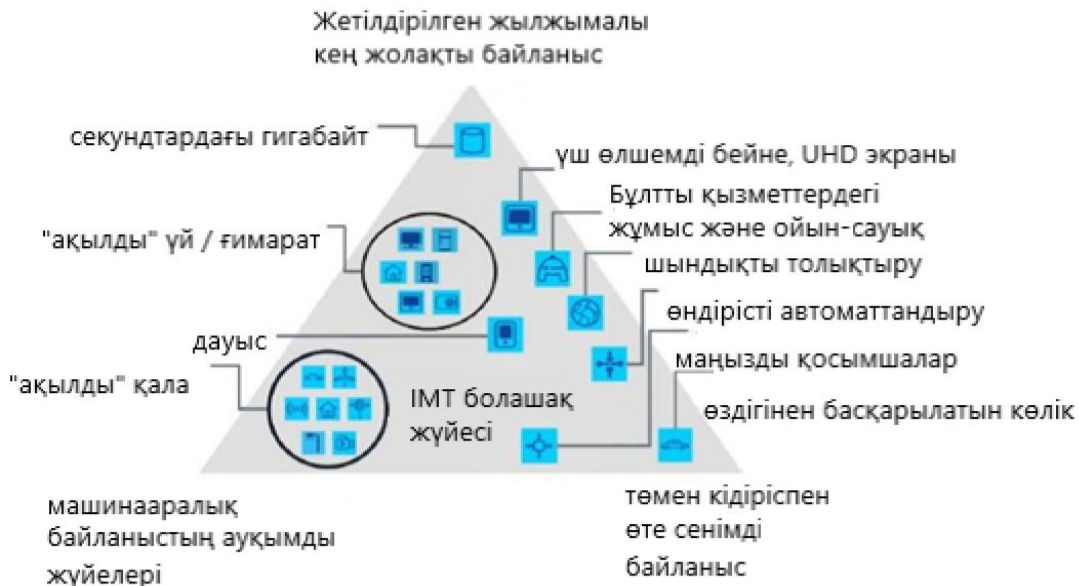 Жетілдірілген жылжымалы
кең жолақты байланыс
секундтардағы гигабайт
үш өлшемді бейне, UHD экраны
Бұлтты қызметтердегі
жұмыс және ойын-сауық
"ақылды" үй / ғимарат
шындықты толықтыру
өндірісті автоматтандыру
дауыс
маңызды қосымшалар
"ақылды" қала
IMT болашақ
жүйесі
өздігінен басқарылатын көлік
машинааралық
байланыстың ауқымды
жүйелері
төмен кідіріспен
өте сенімді
байланыс